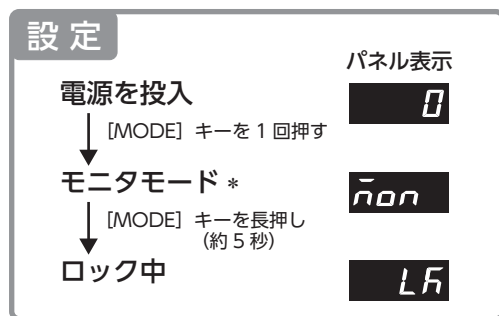 設定
パネル表示
電源を投入
0
[MODE] キーを1回押す
モニタモード *
non
[MODE] キーを長押し
(約5秒)
ロック中
LK